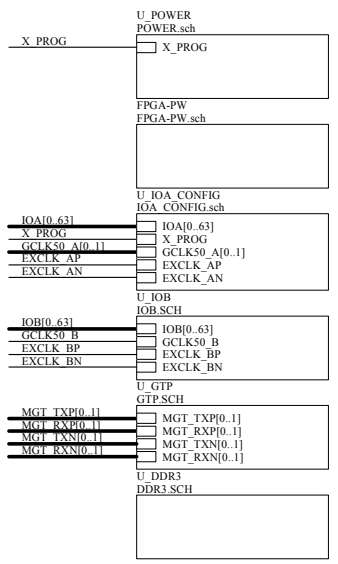 U_POWER
POWER.sch
X_PROG X_PROG
FPGA-PW
FPGA-PW.sch
U_IOA_CONFIG
IOA_CONFIG.sch
IOA[0..63] IOA[0..63]
X_PROG X_PROG
GCLK50_A[0..1] GCLK50_A[0..1]
EXCLK_AP EXCLK_AP
EXCLK_AN EXCLK_AN
U_IOB
IOB.SCH
IOB[0..63] IOB[0..63]
GCLK50_B GCLK50_B
EXCLK_BP EXCLK_BP
EXCLK_BN EXCLK_BN
U_GTP
GTP.SCH
MGT_TXP[0..1] MGT_TXP[0..1]
MGT_RXP[0..1] MGT_RXP[0..1]
MGT_TXN[0..1] MGT_TXN[0..1]
MGT_RXN[0..1] MGT_RXN[0..1]
U_DDR3
DDR3.SCH